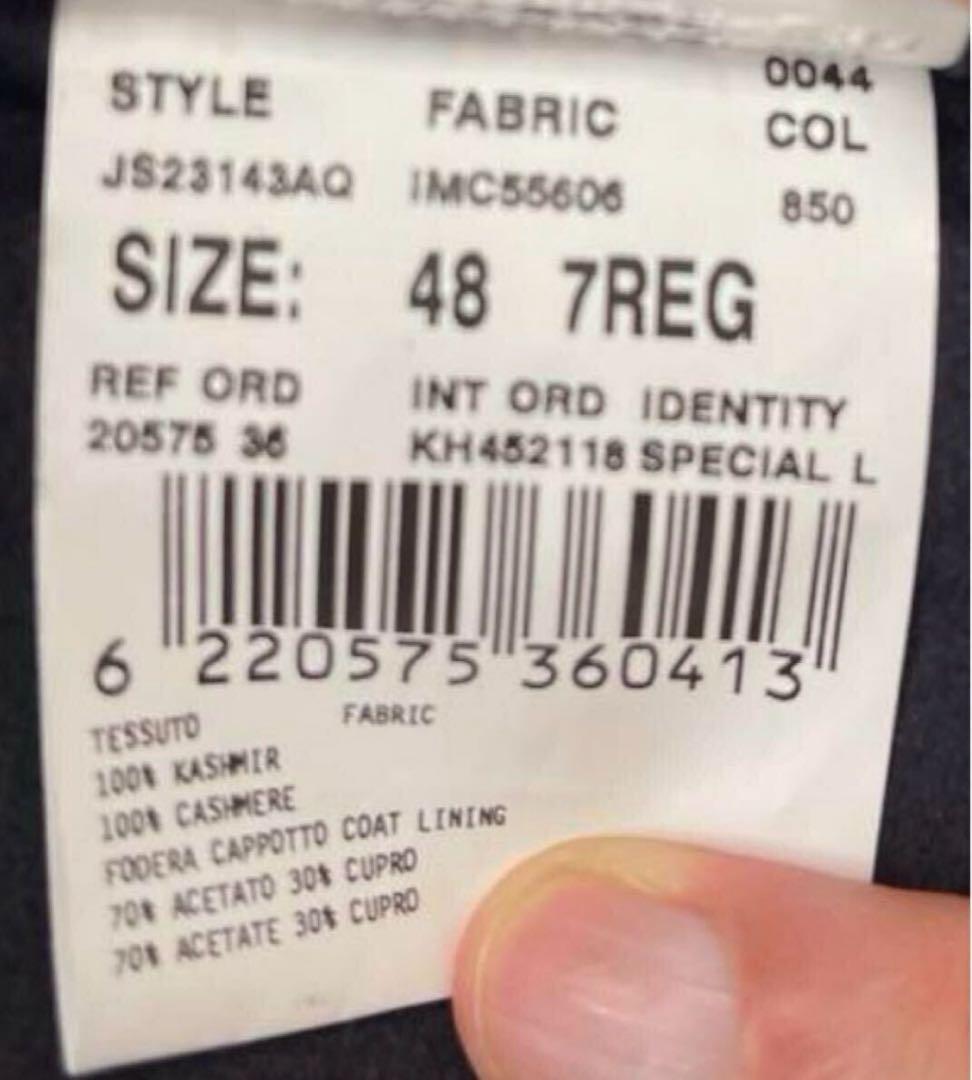 0044
STYLE FABRIC COL
JS23143AQ IMC55606 850
SIZE: 48 7REG
REF ORD INT ORD IDENTITY
20575 36 KH452118 SPECIAL L
6 220575 360413
TESSUTO FABRIC
100% KASHMIR
100% CASHMERE
FODERA CAPPOTTO COAT LINING
70% ACETATO 30% CUPRO
70% ACETATE 30% CUPRO